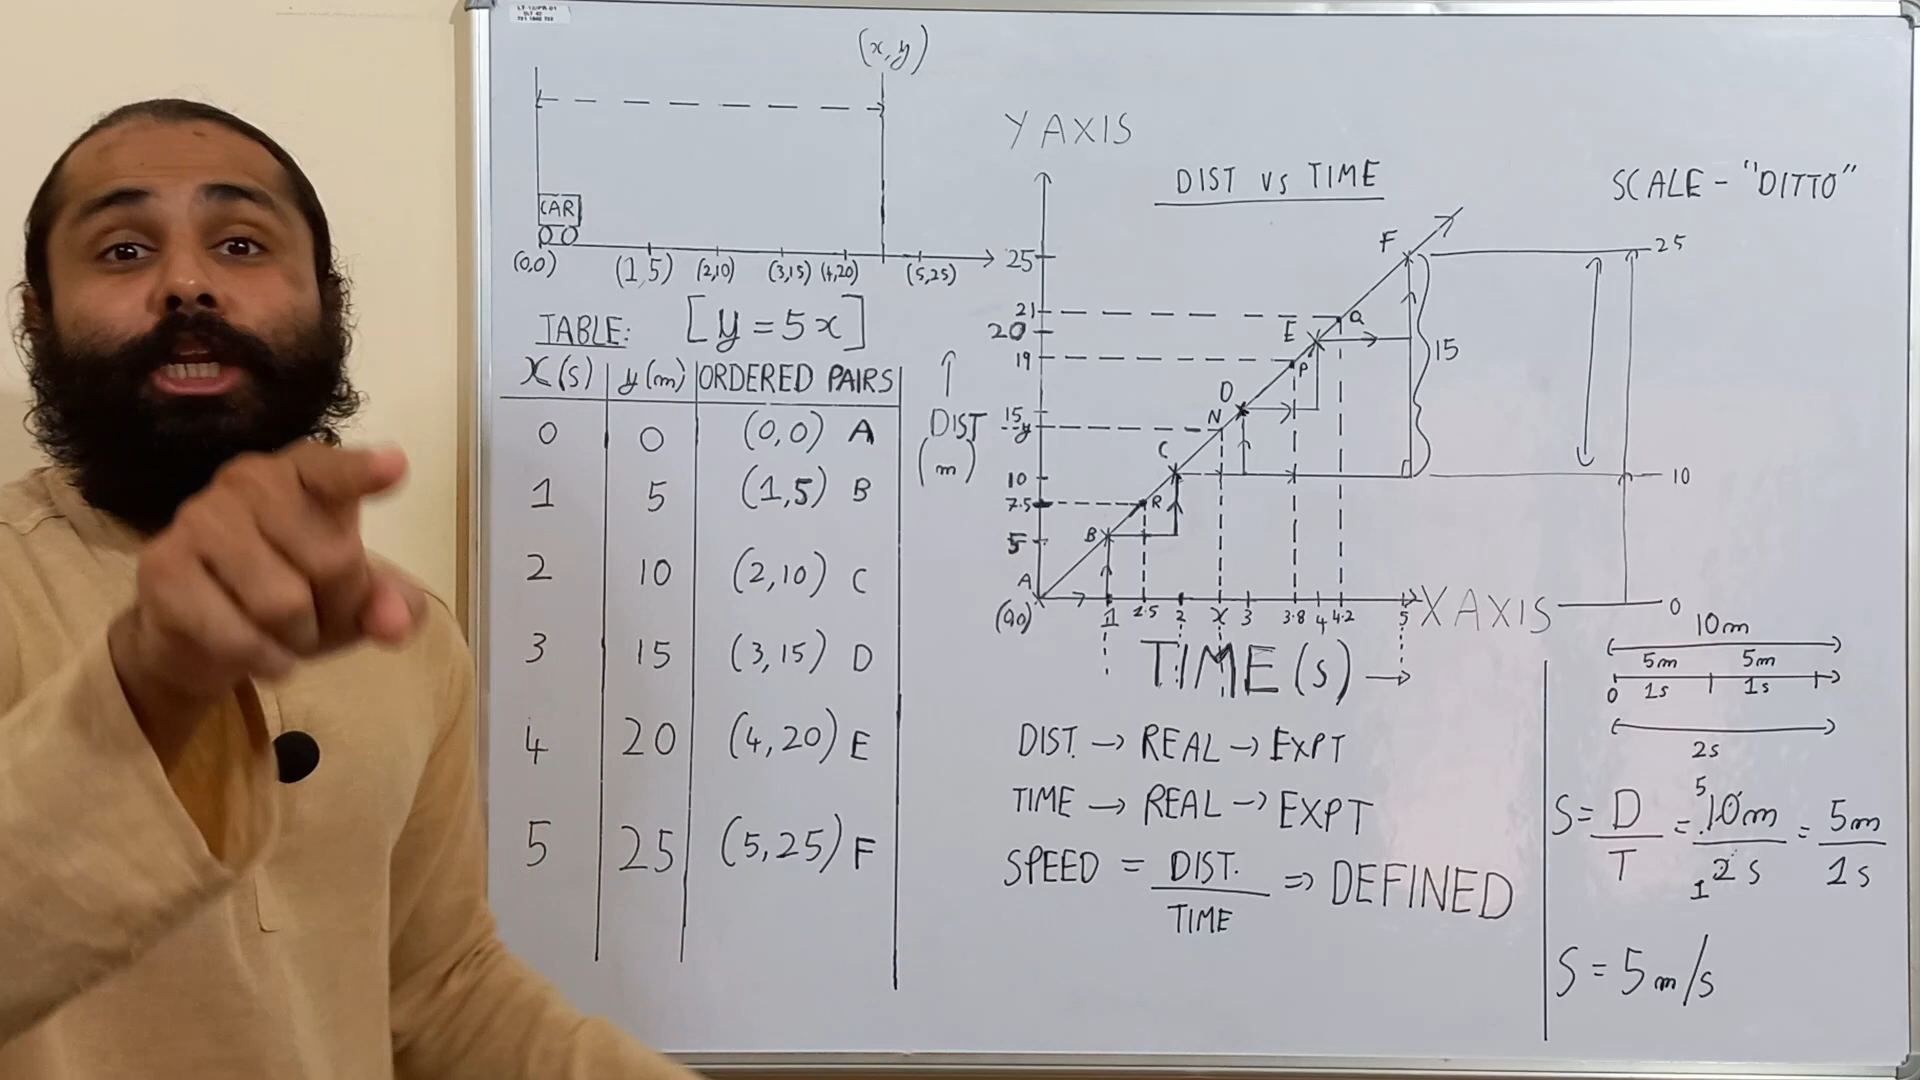 (x,y)
CAR
(0,0) (1,5) (2,10) (3,15) (4,20) (5,25)
TABLE: [y=5x]
X(s) y(m) ORDERED PAIRS
0 0 (0,0) A
1 5 (1,5) B
2 10 (2,10) C
3 15 (3,15) D
4 20 (4,20) E
5 25 (5,25) F
Y AXIS
DIST VS TIME
SCALE - "DITTO"
25
21
20
19
15
y
10
7.5
5
DIST
(m)
A
B
R
C
N
D
P
E
Q
F
15
25
10
0
(0,0) 1 1.5 2 x 3 3.8 4 4.2 5
X AXIS
TIME (s) →
DIST. → REAL → EXPT
TIME → REAL → EXPT
SPEED = DIST. / TIME ⇒ DEFINED
10m
5m 5m
0 1s 1s
2s
S = D/T = 10m/2s = 5m/1s
5
1
S = 5m/s